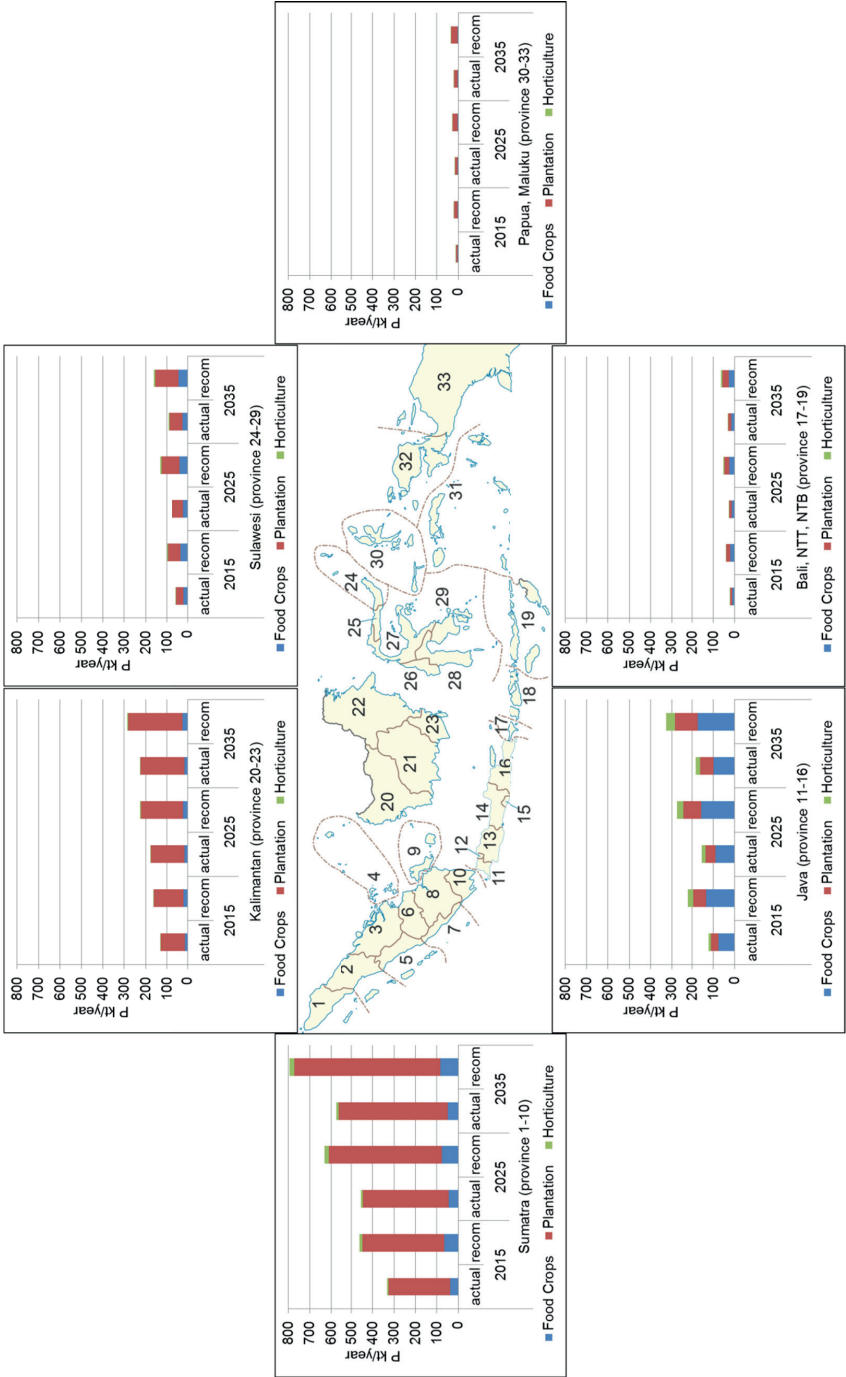 P kt/year
800
700
600
500
400
300
200
100
0
actual recom actual recom actual recom
2015 2025 2035
Kalimantan (province 20-23)
Food Crops Plantation Horticulture
P kt/year
800
700
600
500
400
300
200
100
0
actual recom actual recom actual recom
2015 2025 2035
Sulawesi (province 24-29)
Food Crops Plantation Horticulture
P kt/year
800
700
600
500
400
300
200
100
0
actual recom actual recom actual recom
2015 2025 2035
Sumatra (province 1-10)
Food Crops Plantation Horticulture
1
2
3
4
5
6
7
8
9
10
11
12
13
14
15
16
17
18
19
20
21
22
23
24
25
26
27
28
29
30
31
32
33
P kt/year
800
700
600
500
400
300
200
100
0
actual recom actual recom actual recom
2015 2025 2035
Papua, Maluku (province 30-33)
Food Crops Plantation Horticulture
P kt/year
800
700
600
500
400
300
200
100
0
actual recom actual recom actual recom
2015 2025 2035
Java (province 11-16)
Food Crops Plantation Horticulture
P kt/year
800
700
600
500
400
300
200
100
0
actual recom actual recom actual recom
2015 2025 2035
Bali, NTT, NTB (province 17-19)
Food Crops Plantation Horticulture